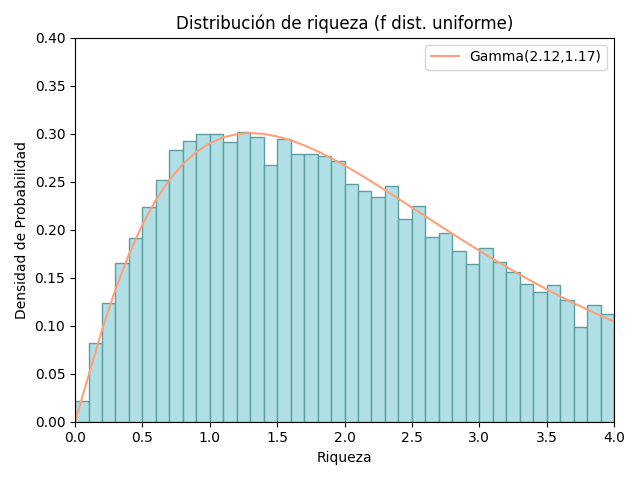 Distribución de riqueza (f dist. uniforme)
Gamma(2.12,1.17)
Densidad de Probabilidad
0.40
0.35
0.30
0.25
0.20
0.15
0.10
0.05
0.00
0.0 0.5 1.0 1.5 2.0 2.5 3.0 3.5 4.0
Riqueza